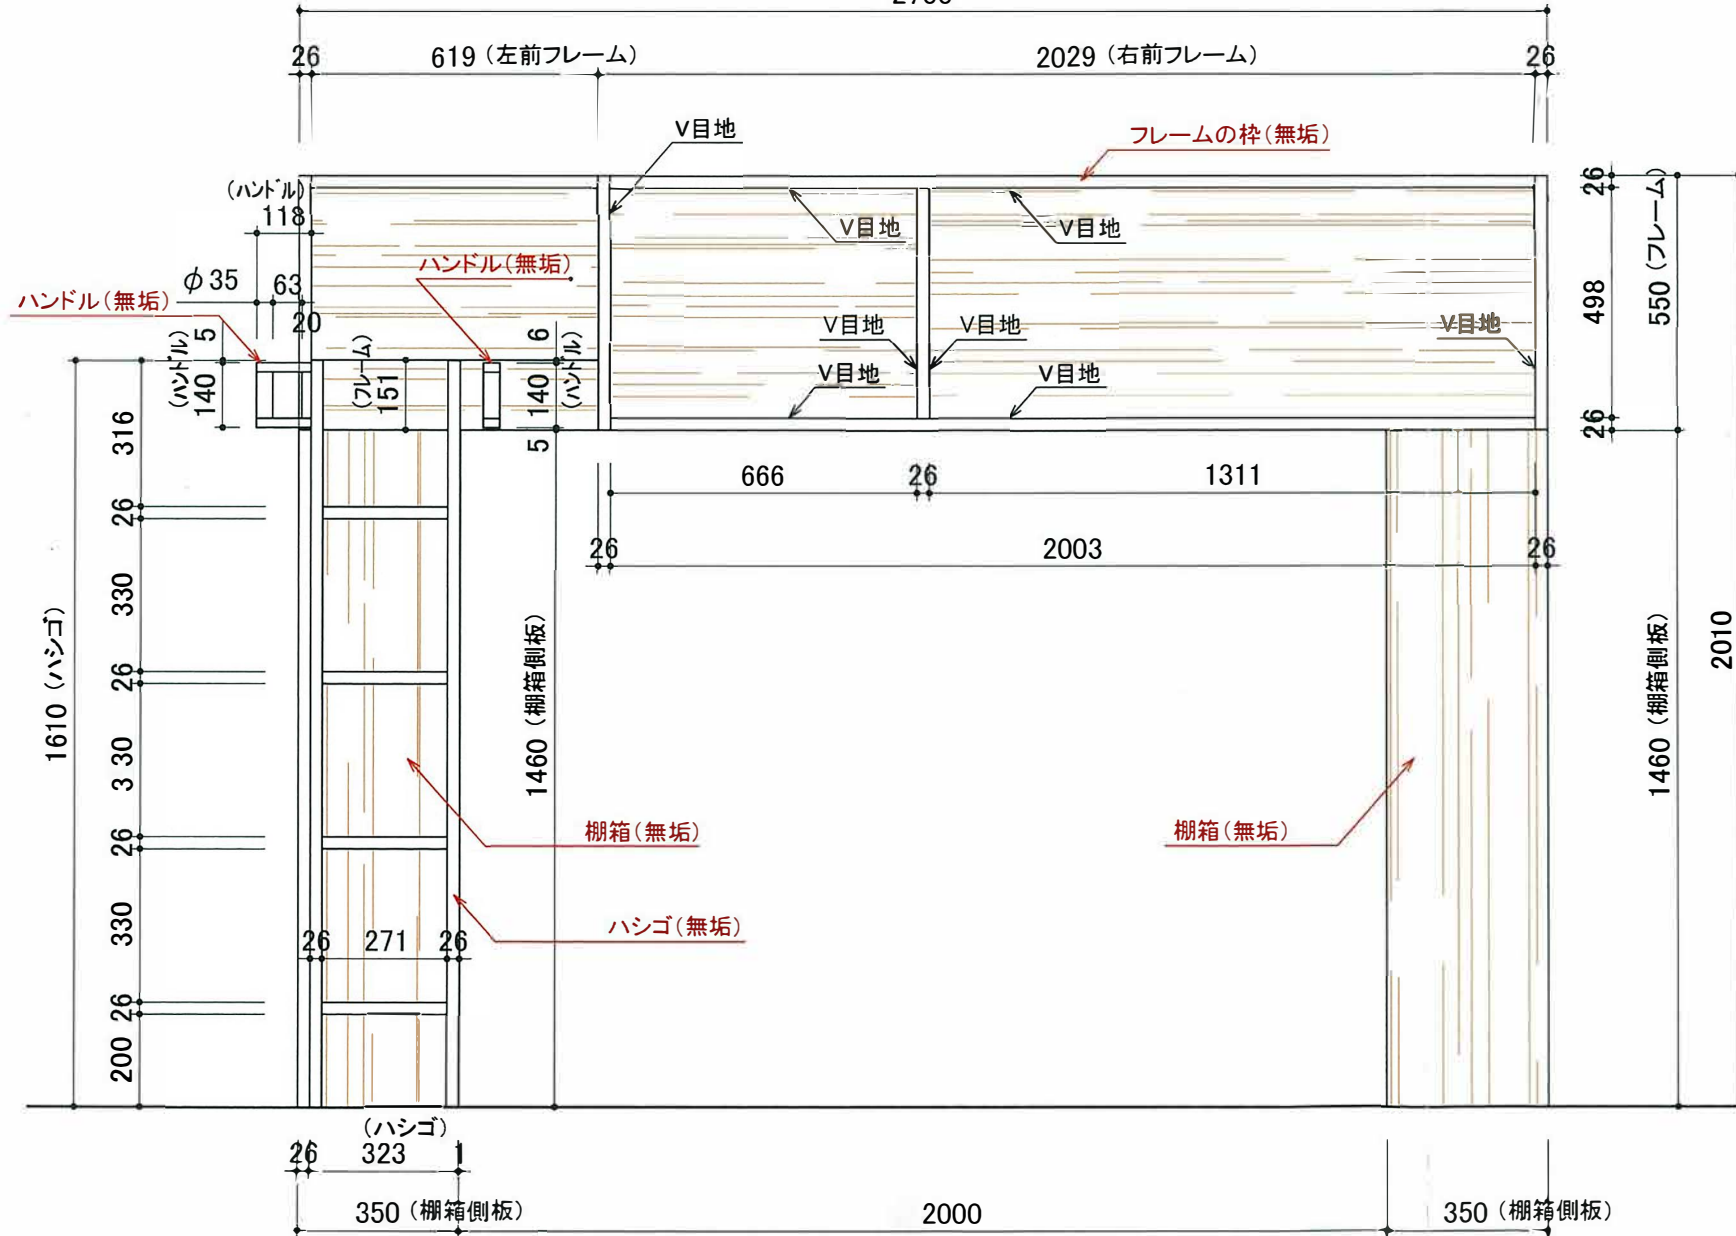 26
619 (左前フレーム)
2029 (右前フレーム)
26
V目地
フレームの枠(無垢)
(ハンドル)
118
V目地
V目地
26
550 (フレーム)
ハンドル(無垢)
φ35
63
ハンドル(無垢)
20
5
6
498
V目地
V目地
V目地
(ハンドル)
140
(フレーム)
151
140
(ハンドル)
V目地
V目地
316
5
26
666
26
1311
26
26
2003
26
330
1610 (ハシゴ)
26
1460 (棚箱側板)
1460 (棚箱側板)
2010
330
棚箱(無垢)
棚箱(無垢)
26
330
ハシゴ(無垢)
26
271
26
26
200
(ハシゴ)
26
323
1
350 (棚箱側板)
2000
350 (棚箱側板)